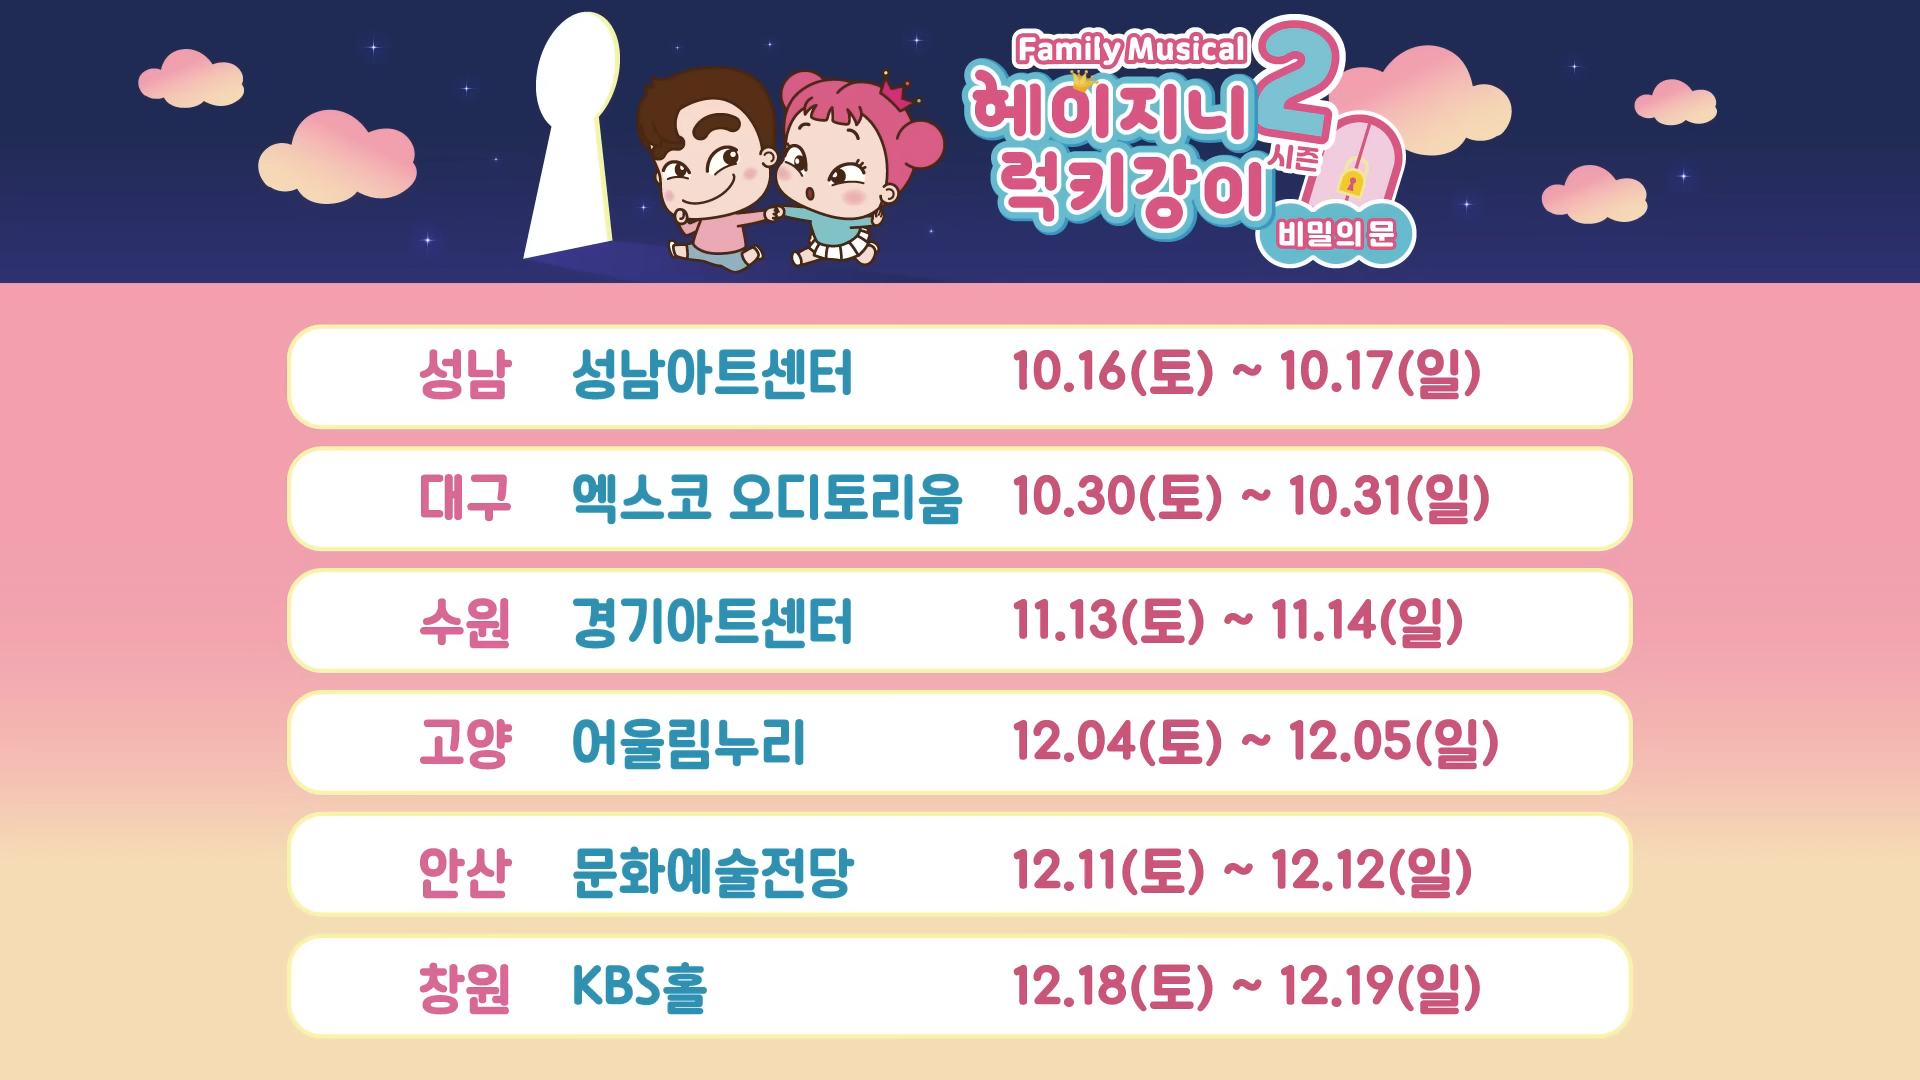 Family Musical
헤이지니 2
럭키강이 시즌
비밀의 문
성남 성남아트센터 10.16(토) ~ 10.17(일)
대구 엑스코 오디토리움 10.30(토) ~ 10.31(일)
수원 경기아트센터 11.13(토) ~ 11.14(일)
고양 어울림누리 12.04(토) ~ 12.05(일)
안산 문화예술전당 12.11(토) ~ 12.12(일)
창원 KBS홀 12.18(토) ~ 12.19(일)